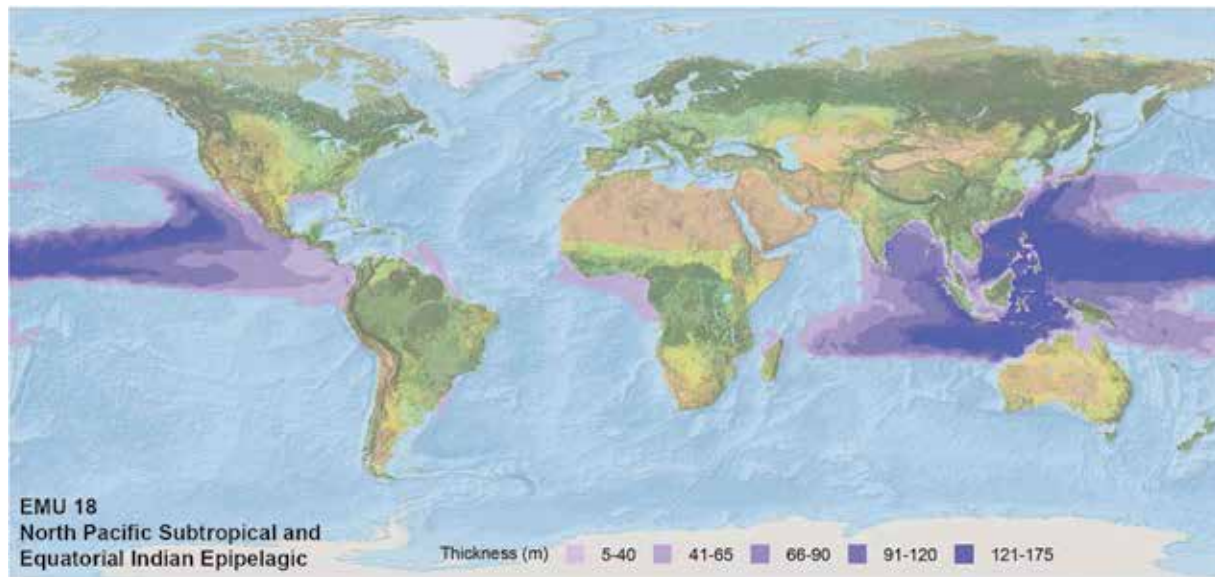 EMU 18
North Pacific Subtropical and
Equatorial Indian Epipelagic
Thickness (m) 5-40 41-65 66-90 91-120 121-175